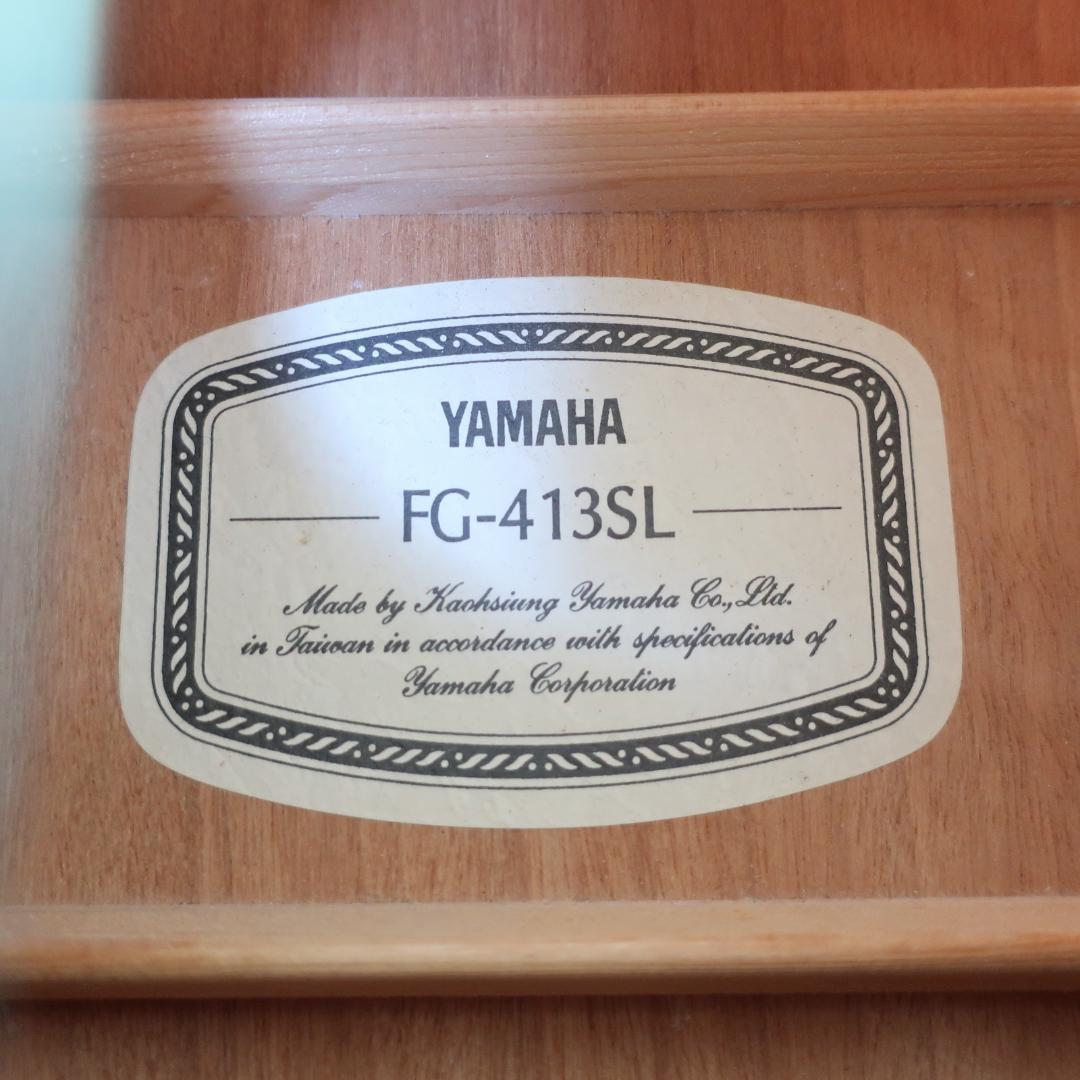 YAMAHA
FG-413SL
Made by Kaohsiung Yamaha Co., Ltd.
in Taiwan in accordance with specifications of
Yamaha Corporation